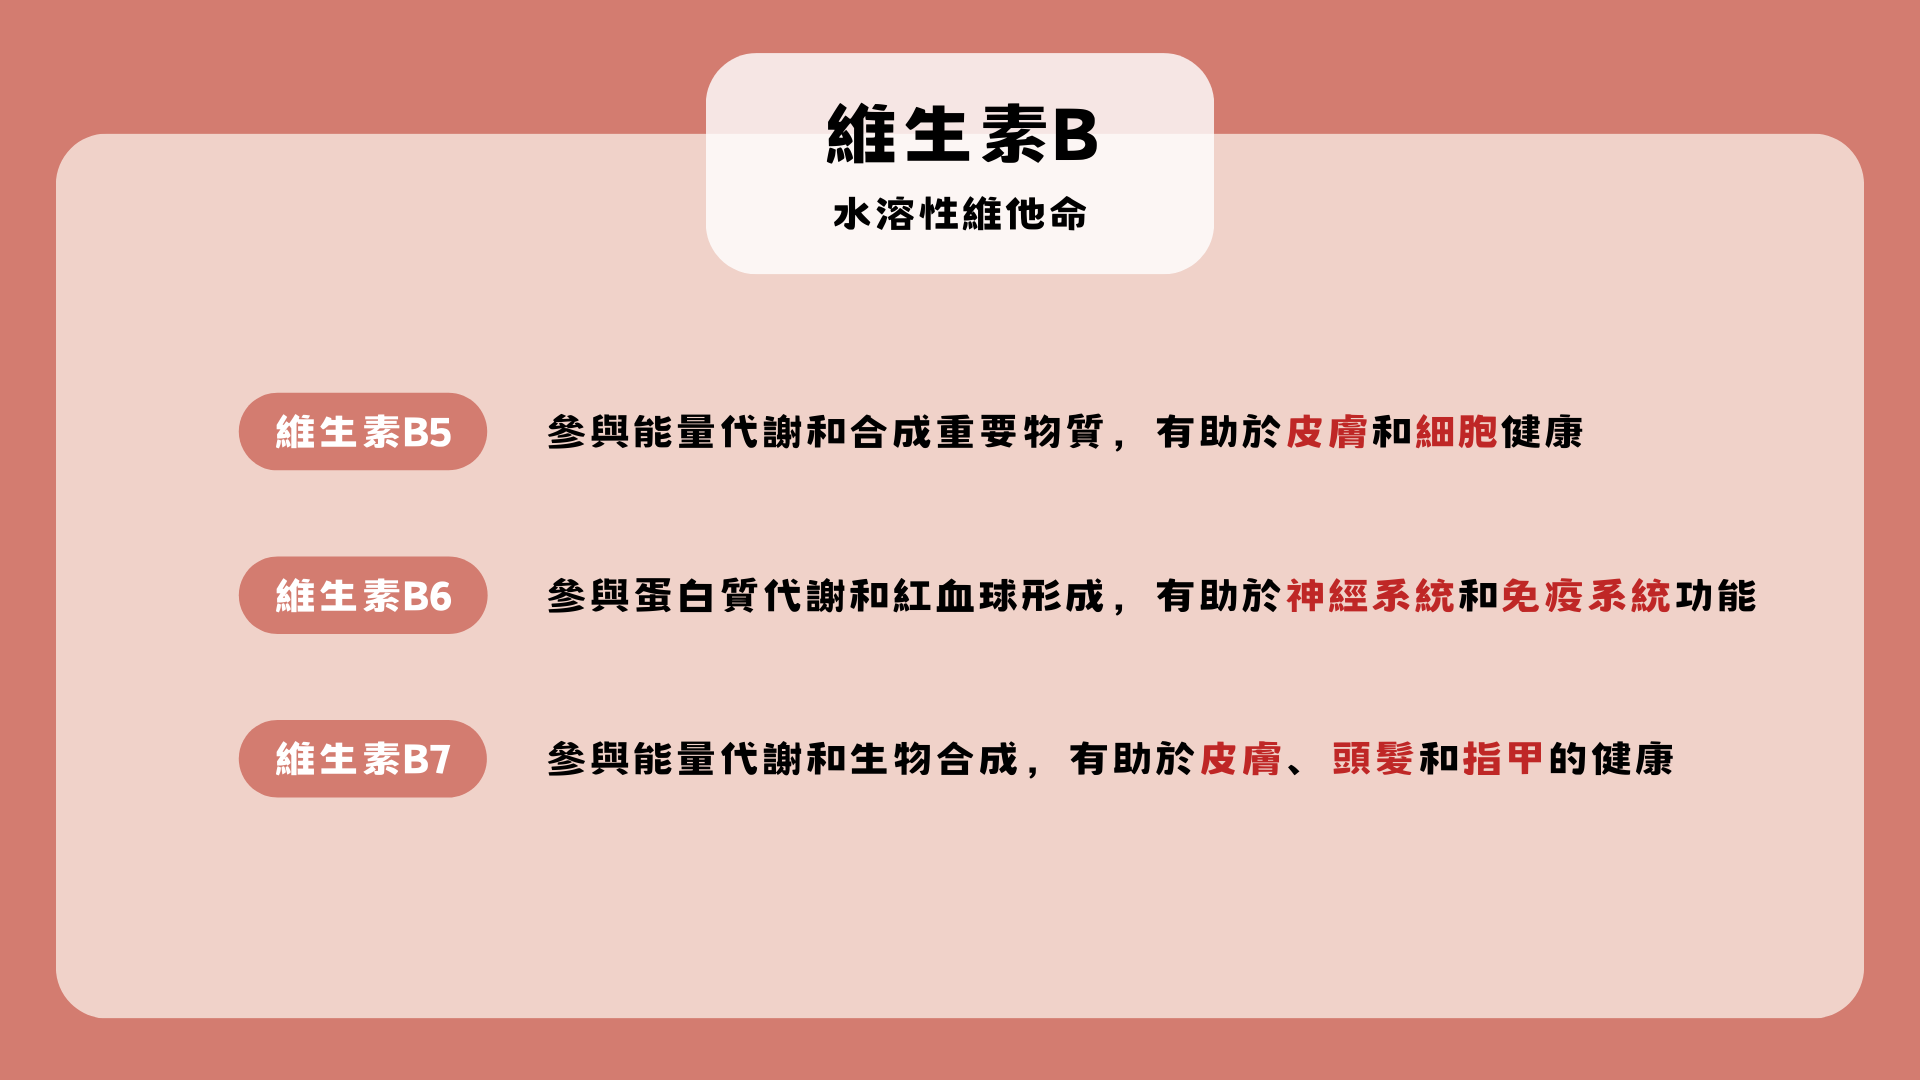 維生素B
水溶性維他命
維生素B5
參與能量代謝和合成重要物質，有助於皮膚和細胞健康
維生素B6
參與蛋白質代謝和紅血球形成，有助於神經系統和免疫系統功能
維生素B7
參與能量代謝和生物合成，有助於皮膚、頭髮和指甲的健康